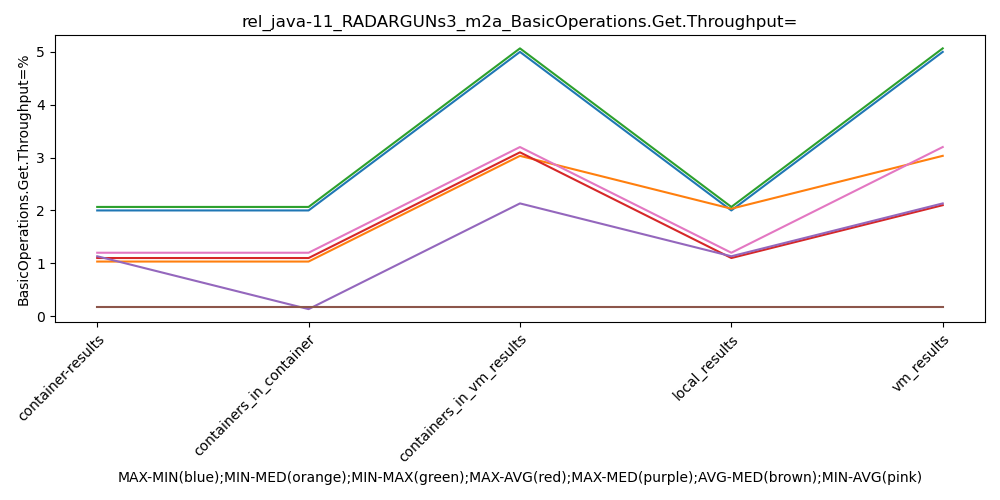 rel_java-11_RADARGUNs3_m2a_BasicOperations.Get.Throughput=
BasicOperations.Get.Throughput=%
5
4
3
2
1
0
container-results
containers_in_container
containers_in_vm_results
local_results
vm_results
MAX-MIN(blue);MIN-MED(orange);MIN-MAX(green);MAX-AVG(red);MAX-MED(purple);AVG-MED(brown);MIN-AVG(pink)